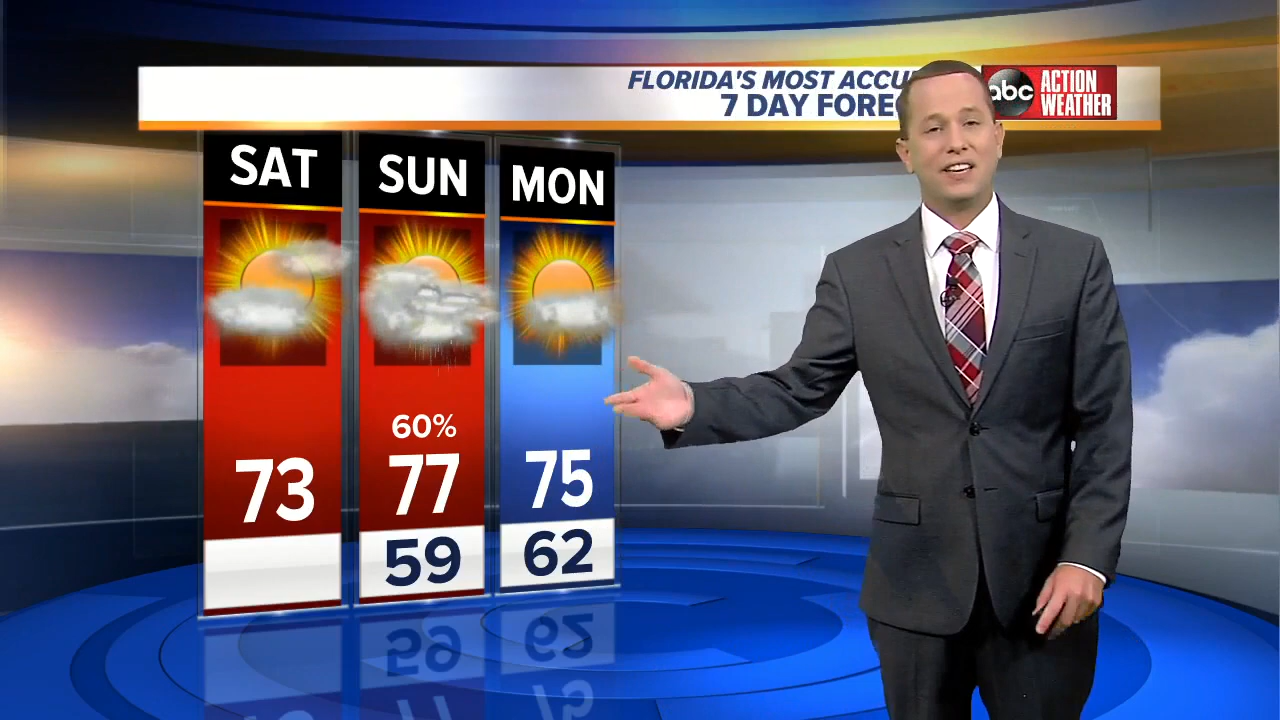 FLORIDA'S MOST ACCU
7 DAY FORE
abc ACTION
WEATHER
SAT
SUN
MON
60%
73
77
75
59
62